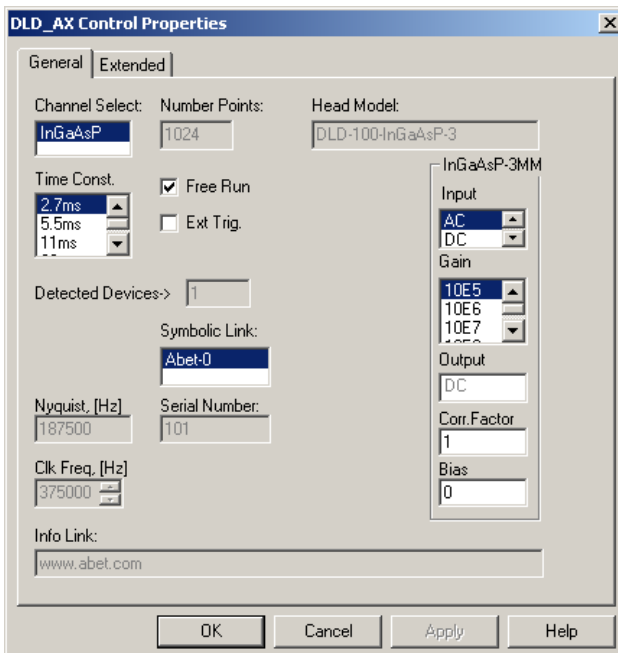 DLD_AX Control Properties
General Extended
Channel Select: Number Points: Head Model:
InGaAsP 1024 DLD-100-InGaAsP-3
InGaAsP-3MM
Time Const.
2.7ms
5.5ms
11ms
Free Run
Ext Trig.
Input
AC
DC
Gain
10E5
10E6
10E7
Detected Devices-> 1
Symbolic Link:
Abet-0
Output
DC
Nyquist, [Hz] Serial Number:
187500 101
Corr.Factor
1
Clk Freq, [Hz]
375000
Bias
0
Info Link:
www.abet.com
OK Cancel Apply Help